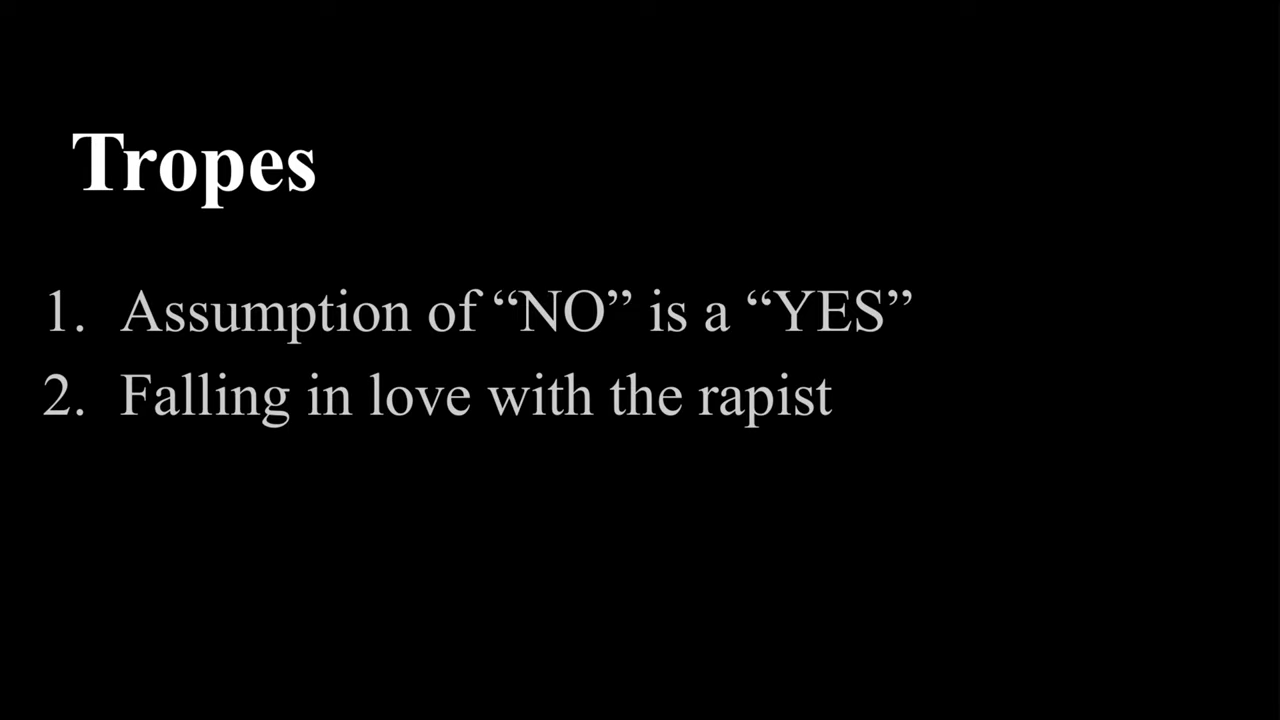 Tropes
1. Assumption of “NO” is a “YES”
2. Falling in love with the rapist